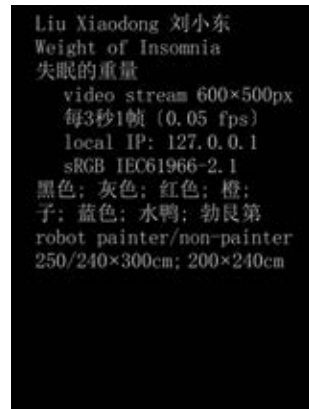 Liu Xiaodong 刘小东
Weight of Insomnia
失眠的重量
video stream 600×500px
每3秒1帧 (0.05 fps)
local IP: 127.0.0.1
sRGB IEC61966-2.1
黑色; 灰色; 红色; 橙;
子; 蓝色; 水鸭; 勃艮第
robot painter/non-painter
250/240×300cm; 200×240cm